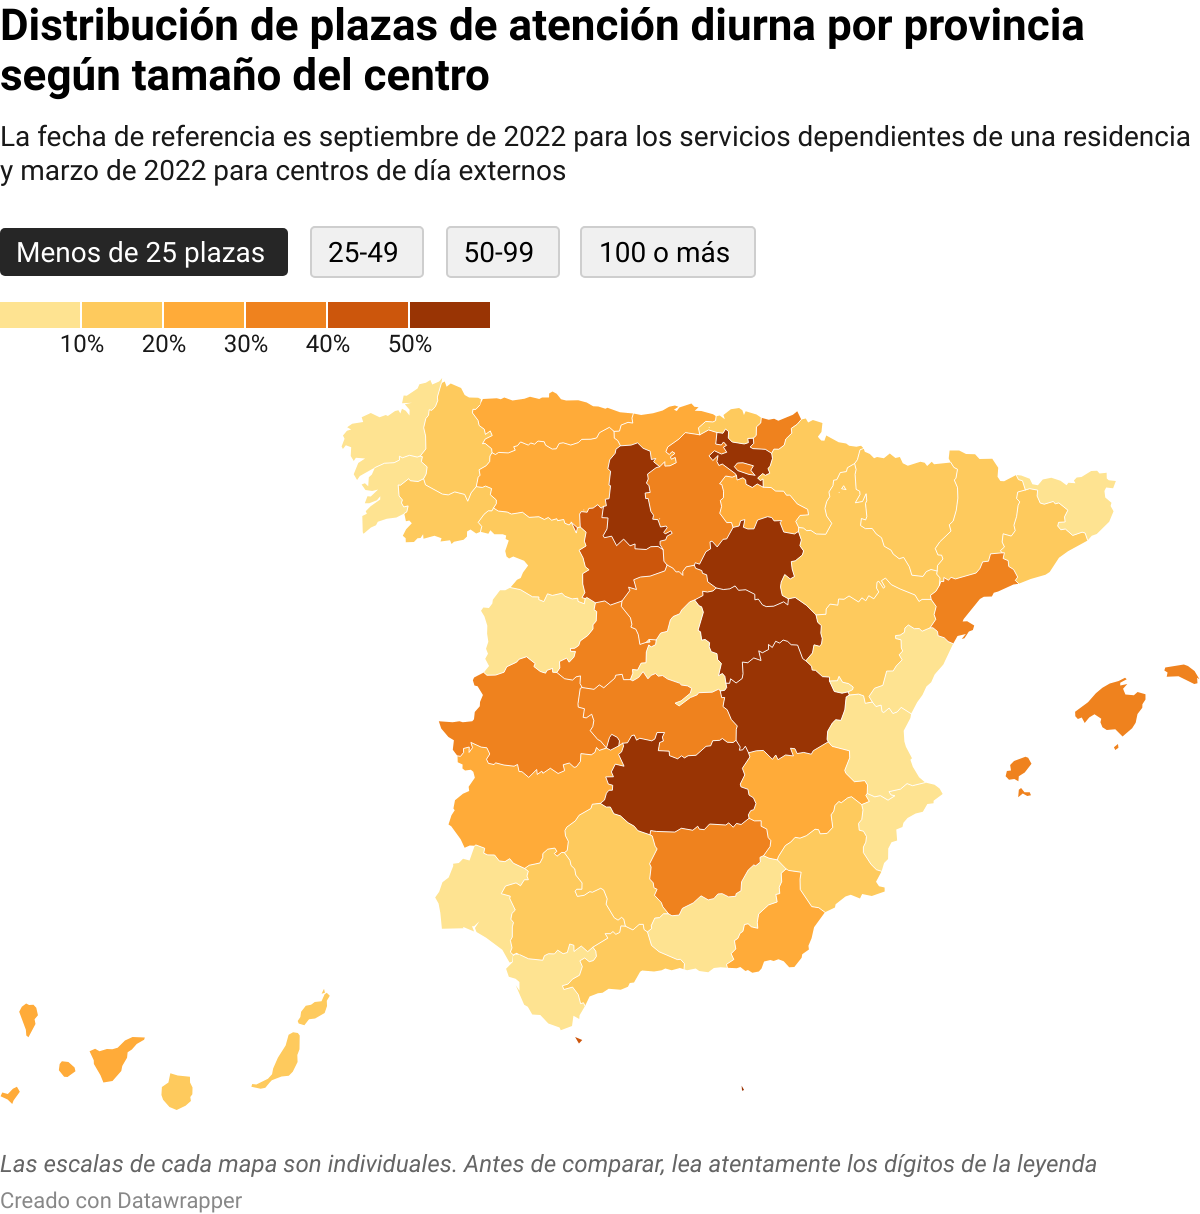 Distribución de plazas de atención diurna por provincia
según tamaño del centro
La fecha de referencia es septiembre de 2022 para los servicios dependientes de una residencia
y marzo de 2022 para centros de día externos
Menos de 25 plazas 25-49 50-99 100 o más
10% 20% 30% 40% 50%
Las escalas de cada mapa son individuales. Antes de comparar, lea atentamente los dígitos de la leyenda
Creado con Datawrapper